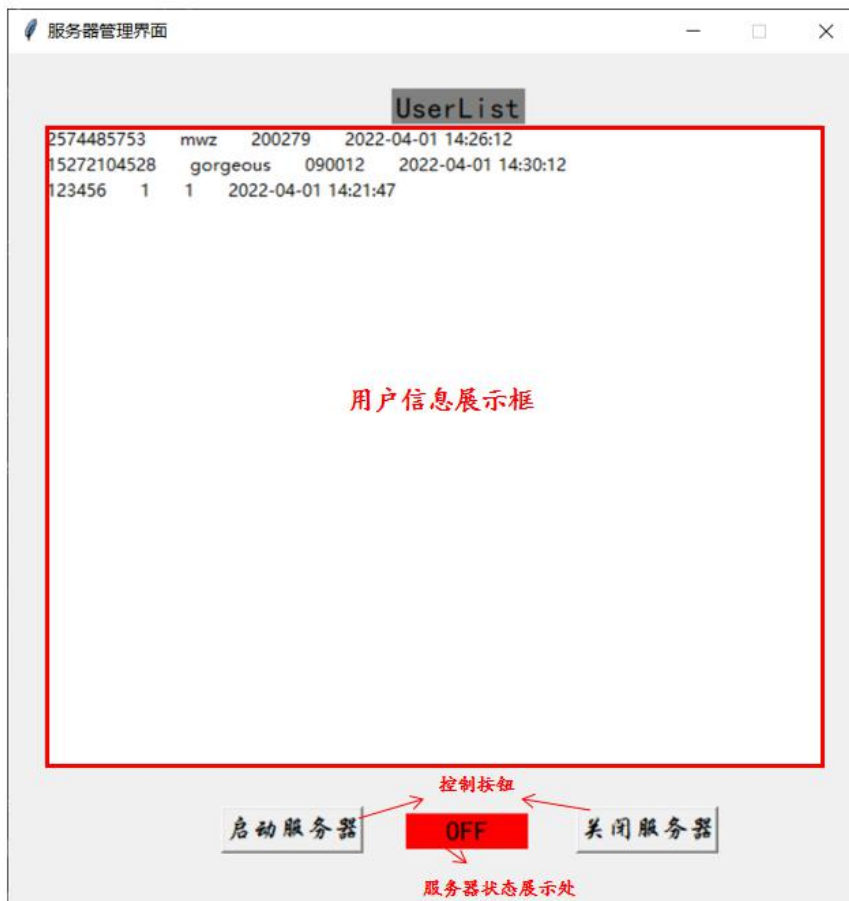 服务器管理界面
UserList
2574485753 mwz 200279 2022-04-01 14:26:12
15272104528 gorgeous 090012 2022-04-01 14:30:12
123456 1 1 2022-04-01 14:21:47
用户信息展示框
控制按钮
启动服务器 OFF 关闭服务器
服务器状态展示处